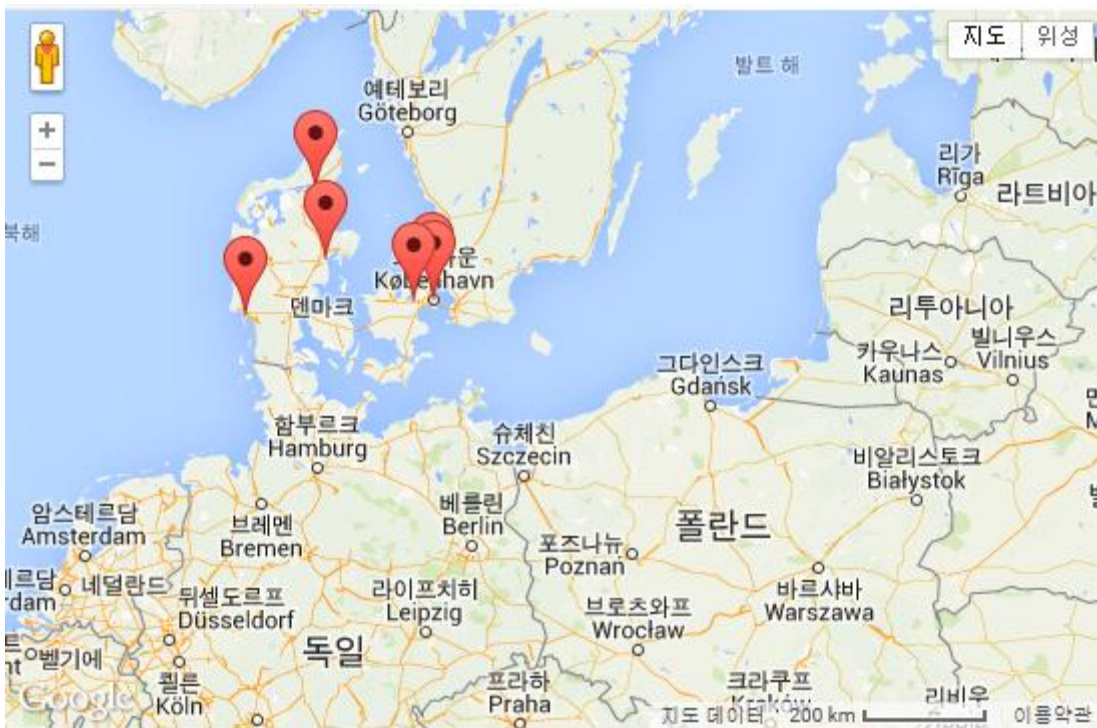 지도 위성
발트 해
예테보리
Göteborg
리가
Rīga
라트비아
북해
København
덴마크
리투아니아
카우나스
Kaunas
빌니우스
Vilnius
그다인스크
Gdańsk
함부르크
Hamburg
슈체친
Szczecin
비알리스토크
Białystok
암스테르담
Amsterdam
브레멘
Bremen
베를린
Berlin
폴란드
포즈나뉴
Poznań
네덜란드
뒤셀도르프
Düsseldorf
라이프치히
Leipzig
바르샤바
Warszawa
브로츠와프
Wrocław
벨기에
독일
쾰른
Köln
프라하
Praha
크라쿠프
Kraków
리비우
Google
지도 데이터 200 km 이용약관